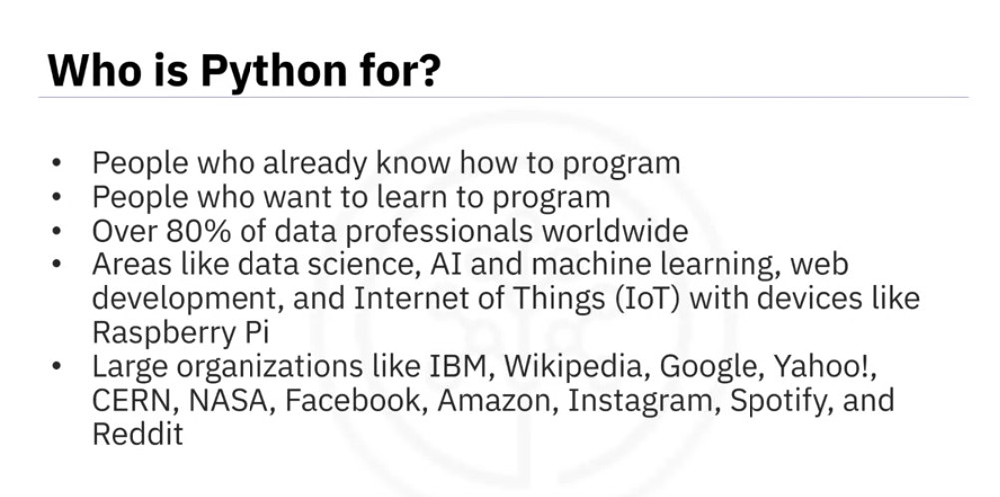 Who is Python for?
• People who already know how to program
• People who want to learn to program
• Over 80% of data professionals worldwide
• Areas like data science, AI and machine learning, web
development, and Internet of Things (IoT) with devices like
Raspberry Pi
• Large organizations like IBM, Wikipedia, Google, Yahoo!,
CERN, NASA, Facebook, Amazon, Instagram, Spotify, and
Reddit